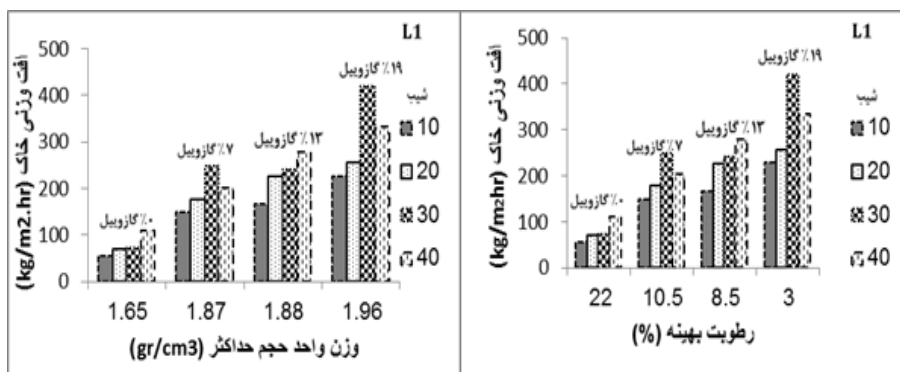 L1
افت وزنی خاک (kg/m2.hr)
500
400
300
200
100
0
٪۰ گازوییل
٪۷ گازوییل
٪۱۳ گازوییل
٪۱۹ گازوییل
1.65 1.87 1.88 1.96
وزن واحد حجم حداکثر (gr/cm3)
شیب
10
20
30
40
L1
افت وزنی خاک (kg/m2hr)
500
400
300
200
100
0
٪۰ گازوییل
٪۷ گازوییل
٪۱۳ گازوییل
٪۱۹ گازوییل
22 10.5 8.5 3
رطوبت بهینه (%)
شیب
10
20
30
40